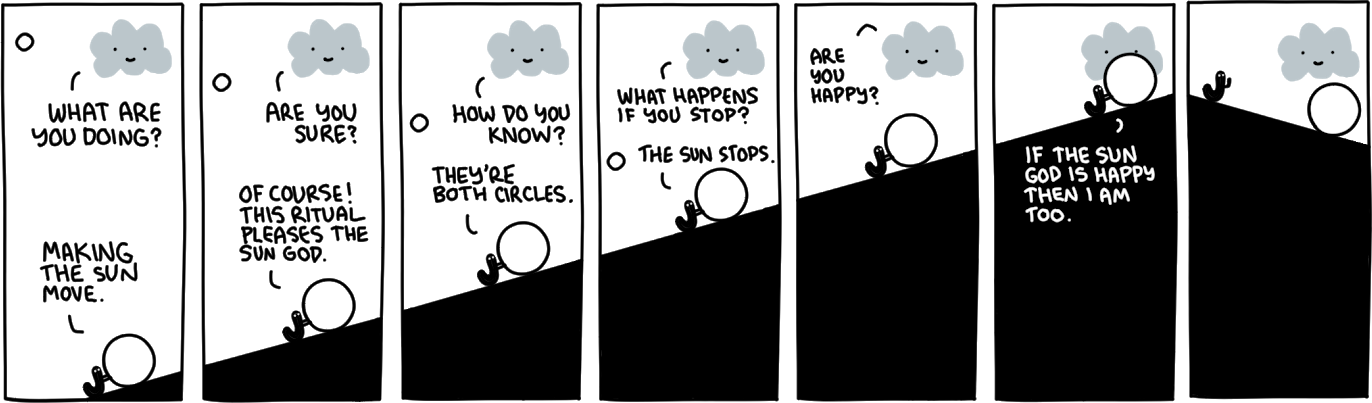 WHAT ARE
YOU DOING?
MAKING
THE SUN
MOVE.
ARE YOU
SURE?
OF COURSE!
THIS RITUAL
PLEASES THE
SUN GOD.
HOW DO YOU
KNOW?
THEY'RE
BOTH CIRCLES.
WHAT HAPPENS
IF YOU STOP?
THE SUN STOPS.
ARE
YOU
HAPPY?
IF THE SUN
GOD IS HAPPY
THEN I AM
TOO.